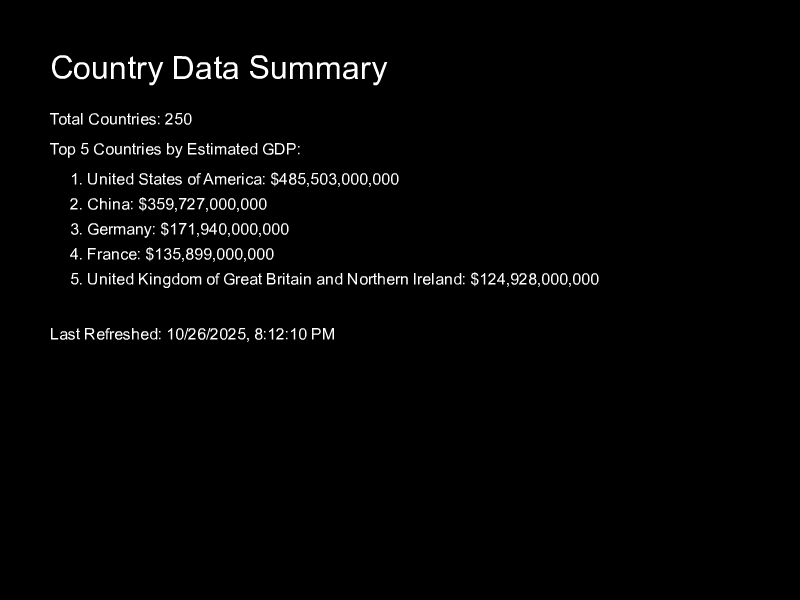 Country Data Summary
Total Countries: 250
Top 5 Countries by Estimated GDP:
1. United States of America: $485,503,000,000
2. China: $359,727,000,000
3. Germany: $171,940,000,000
4. France: $135,899,000,000
5. United Kingdom of Great Britain and Northern Ireland: $124,928,000,000
Last Refreshed: 10/26/2025, 8:12:10 PM